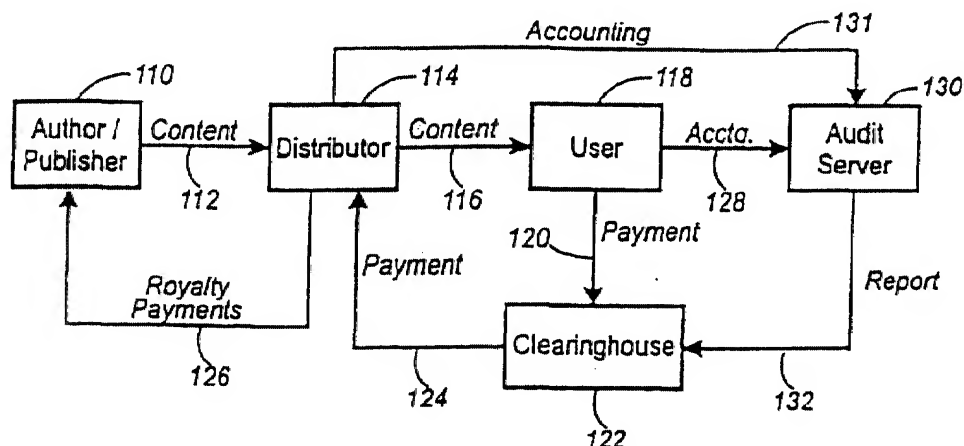 Accounting
131
110
114
118
130
Author /
Publisher
Content
112
Distributor
Content
116
User
Accta.
128
Audit
Server
120
Payment
Payment
Royalty
Payments
126
Report
Clearinghouse
124
132
122